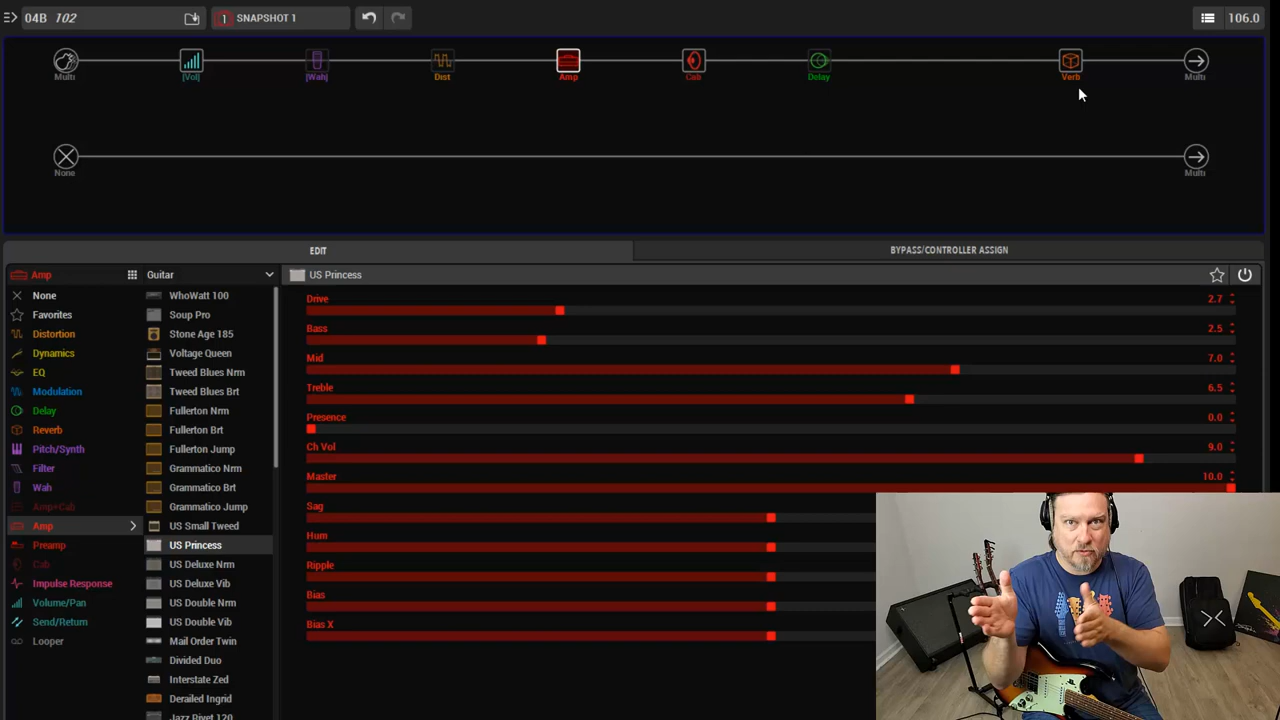 04B 102
1 SNAPSHOT 1
106.0
Multi [Vol] [Wah] Dist Amp Cab Delay Verb Multi
None Multi
EDIT BYPASS/CONTROLLER ASSIGN
Amp
Guitar
US Princess
None
Favorites
Distortion
Dynamics
EQ
Modulation
Delay
Reverb
Pitch/Synth
Filter
Wah
Amp+Cab
Amp
Preamp
Cab
Impulse Response
Volume/Pan
Send/Return
Looper
WhoWatt 100
Soup Pro
Stone Age 185
Voltage Queen
Tweed Blues Nrm
Tweed Blues Brt
Fullerton Nrm
Fullerton Brt
Fullerton Jump
Grammatico Nrm
Grammatico Brt
Grammatico Jump
US Small Tweed
US Princess
US Deluxe Nrm
US Deluxe Vib
US Double Nrm
US Double Vib
Mail Order Twin
Divided Duo
Interstate Zed
Derailed Ingrid
Jazz Rivet 120
Drive 2.7
Bass 2.5
Mid 7.0
Treble 6.5
Presence 0.0
Ch Vol 9.0
Master 10.0
Sag
Hum
Ripple
Bias
Bias X